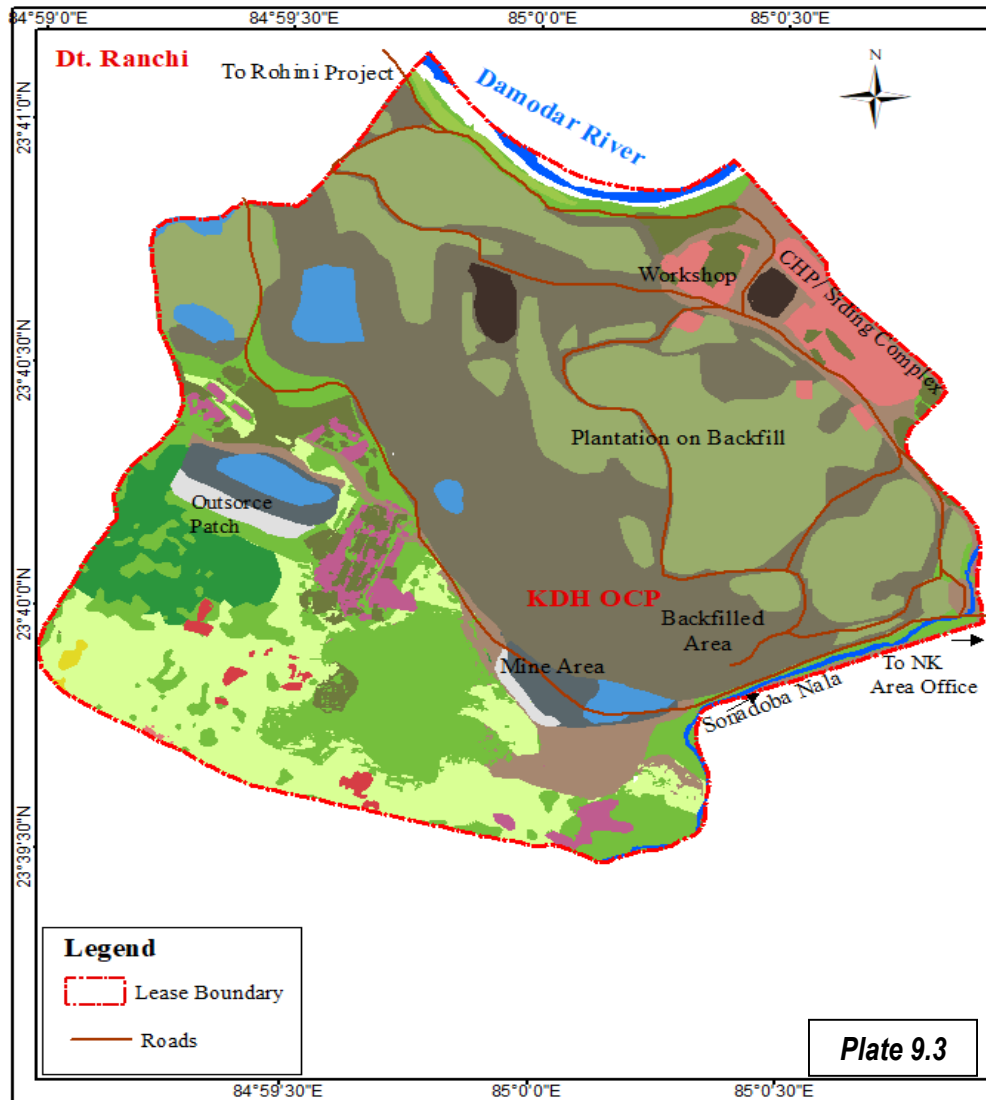 84°59'0"E
84°59'30"E
85°0'0"E
85°0'30"E
Dt. Ranchi
To Rohini Project
N
Damodar River
23°41'0"N
Workshop
CHP/ Siding Complex
23°40'30"N
Plantation on Backfill
Outsorce
Patch
23°40'0"N
KDH OCP
Backfilled
Area
Mine Area
To NK
Area Office
Sonadoba Nala
23°39'30"N
Legend
Lease Boundary
Roads
Plate 9.3
84°59'30"E
85°0'0"E
85°0'30"E